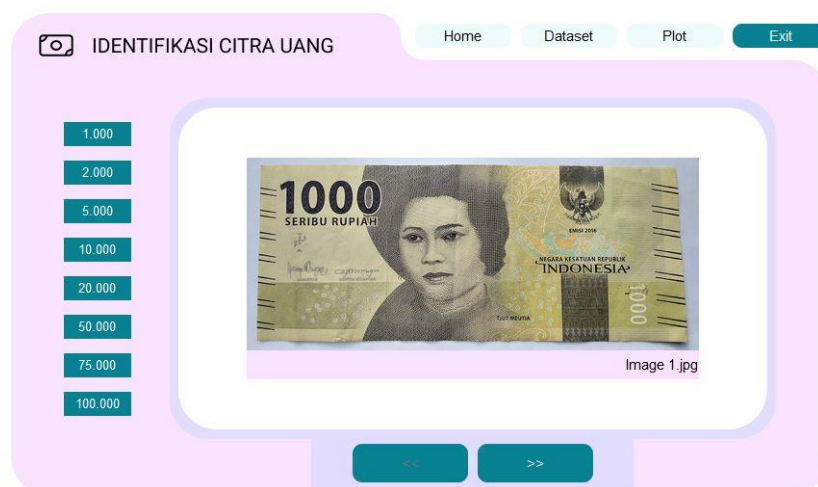 IDENTIFIKASI CITRA UANG
Home
Dataset
Plot
Exit
1.000
2.000
5.000
10.000
20.000
50.000
75.000
100.000
1000
SERIBU RUPIAH
EMISI 2016
NEGARA KESATUAN REPUBLIK
INDONESIA
TJUT MEUTIA
1000
Image 1.jpg
<<
>>